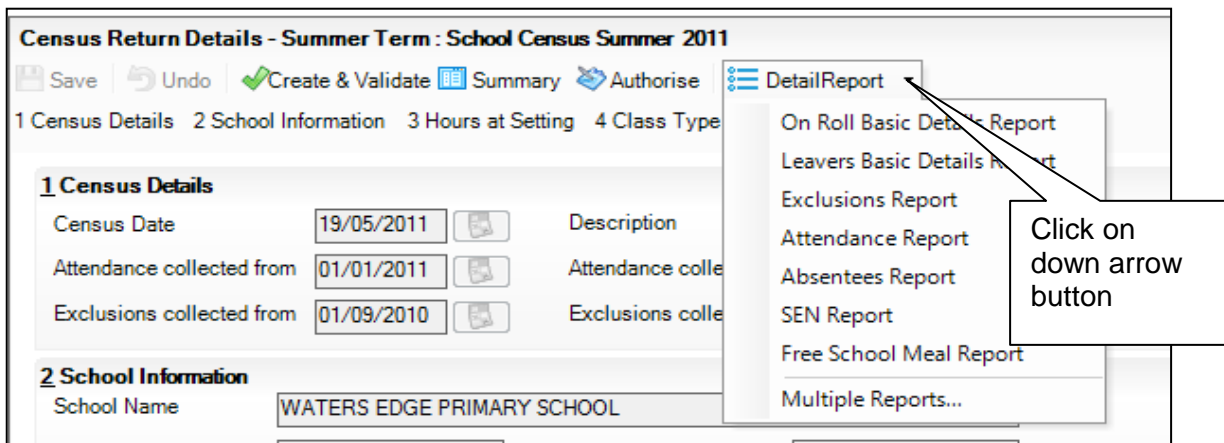 Census Return Details - Summer Term : School Census Summer 2011
Save Undo Create & Validate Summary Authorise DetailReport
1 Census Details 2 School Information 3 Hours at Setting 4 Class Type
On Roll Basic Details Report
Leavers Basic Details Report
Exclusions Report
Attendance Report
Absentees Report
SEN Report
Free School Meal Report
Multiple Reports...
Click on
down arrow
button
1 Census Details
Census Date 19/05/2011 Description
Attendance collected from 01/01/2011 Attendance colle
Exclusions collected from 01/09/2010 Exclusions colle
2 School Information
School Name WATERS EDGE PRIMARY SCHOOL